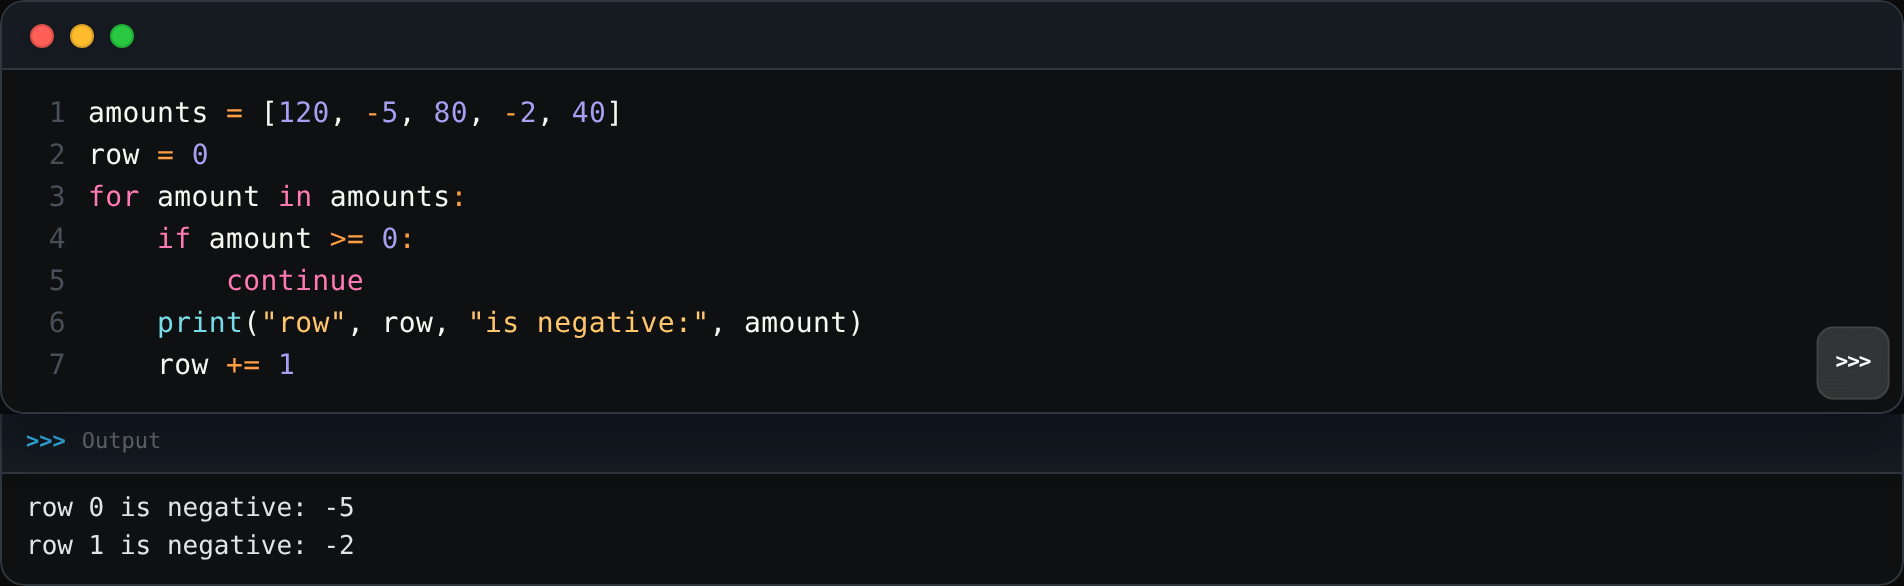 1 amounts = [120, -5, 80, -2, 40]
2 row = 0
3 for amount in amounts:
4     if amount >= 0:
5         continue
6     print("row", row, "is negative:", amount)
7     row += 1
>>>
>>> Output
row 0 is negative: -5
row 1 is negative: -2